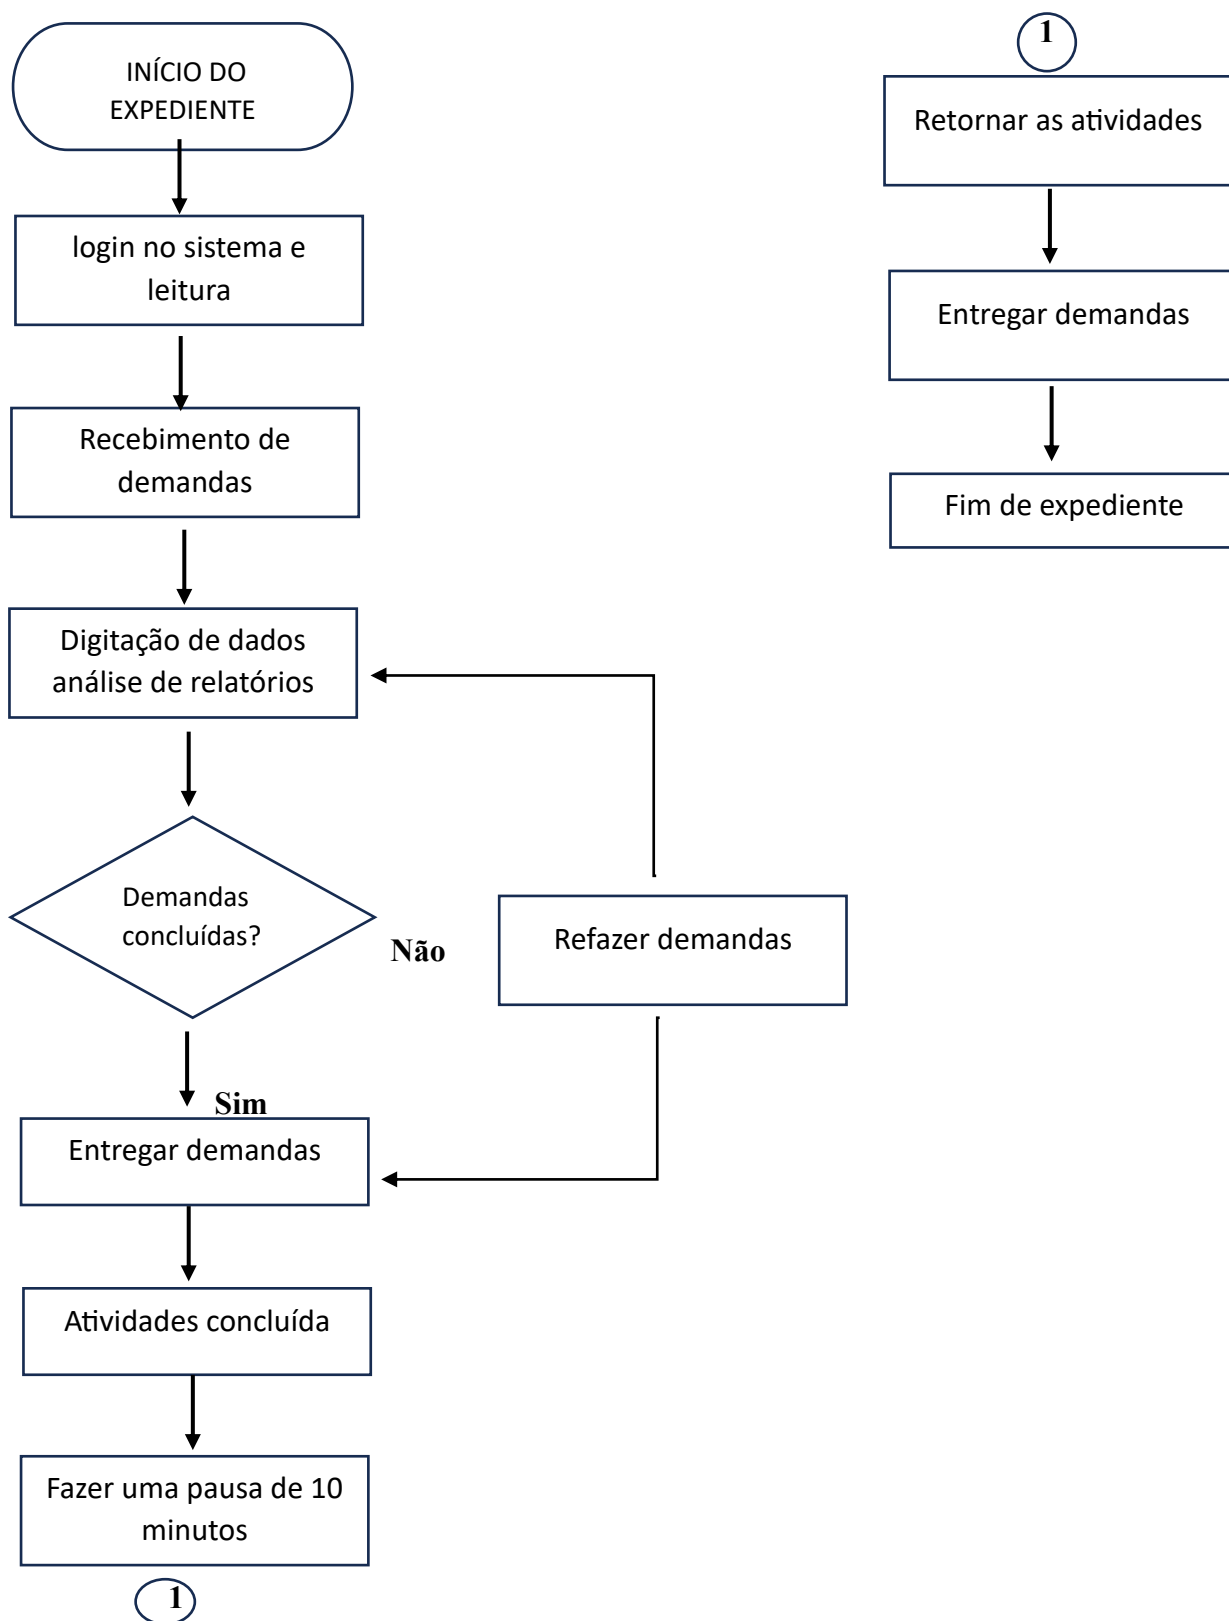 INÍCIO DO
EXPEDIENTE
login no sistema e
leitura
Recebimento de
demandas
Digitação de dados
análise de relatórios
Demandas
concluídas?
Não
Refazer demandas
Sim
Entregar demandas
Atividades concluída
Fazer uma pausa de 10
minutos
1
1
Retornar as atividades
Entregar demandas
Fim de expediente